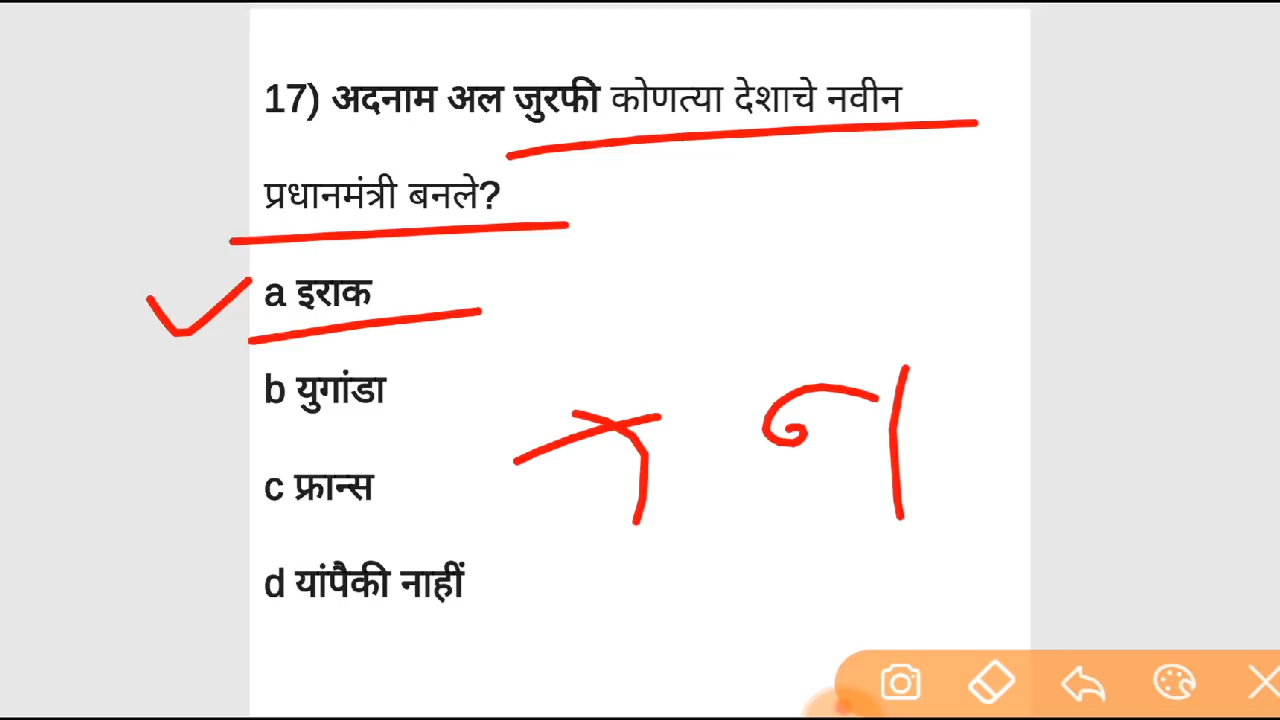 17) अदनाम अल जुरफी कोणत्या देशाचे नवीन
प्रधानमंत्री बनले?
a इराक
b युगांडा
c फ्रान्स
d यांपैकी नाहीं